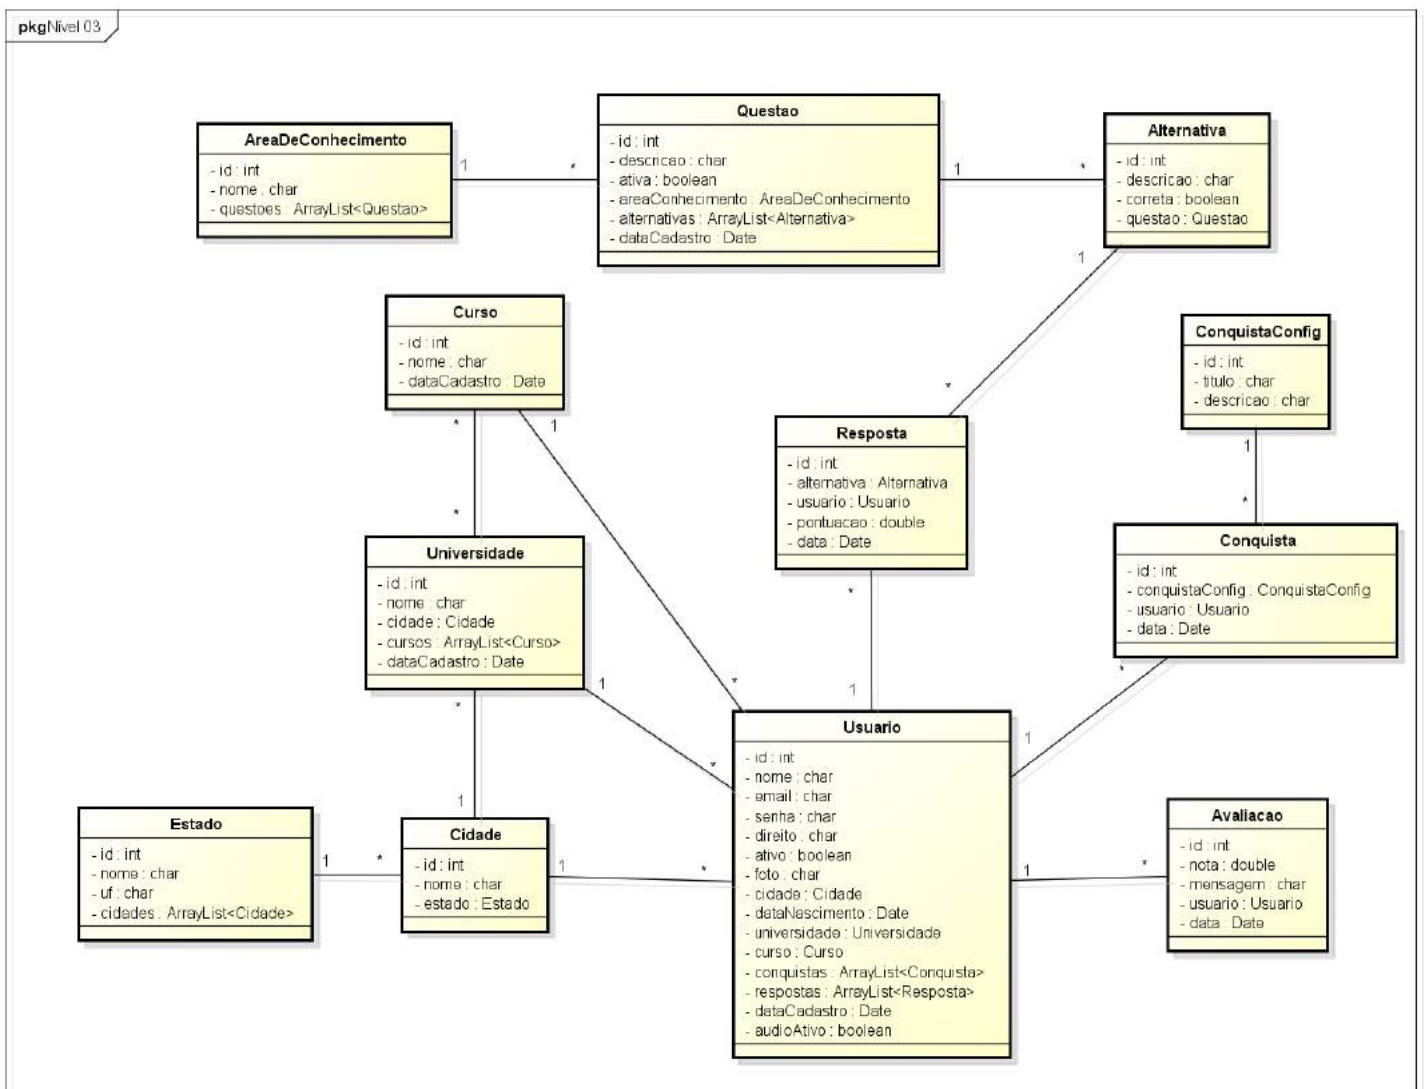 pkg Nível 03
AreaDeConhecimento
- id : int
- nome : char
- questoes : ArrayList<Questao>
1
*
Questao
- id : int
- descricao : char
- ativa : boolean
- areaConhecimento : AreaDeConhecimento
- alternativas : ArrayList<Alternativa>
- dataCadastro : Date
1
*
Alternativa
- id : int
- descricao : char
- correta : boolean
- questao : Questao
1
*
Curso
- id : int
- nome : char
- dataCadastro : Date
*
1
ConquistaConfig
- id : int
- titulo : char
- descricao : char
1
*
Resposta
- id : int
- alternativa : Alternativa
- usuario : Usuario
- pontuacao : double
- data : Date
*
1
*
Universidade
- id : int
- nome : char
- cidade : Cidade
- cursos : ArrayList<Curso>
- dataCadastro : Date
*
1
*
*
Conquista
- id : int
- conquistaConfig : ConquistaConfig
- usuario : Usuario
- data : Date
*
1
Usuario
- id : int
- nome : char
- email : char
- senha : char
- direito : char
- ativo : boolean
- foto : char
- cidade : Cidade
- dataNascimento : Date
- universidade : Universidade
- curso : Curso
- conquistas : ArrayList<Conquista>
- respostas : ArrayList<Resposta>
- dataCadastro : Date
- audioAtivo : boolean
Estado
- id : int
- nome : char
- uf : char
- cidades : ArrayList<Cidade>
1
*
1
Cidade
- id : int
- nome : char
- estado : Estado
1
*
1
*
Avaliacao
- id : int
- nota : double
- mensagem : char
- usuario : Usuario
- data : Date